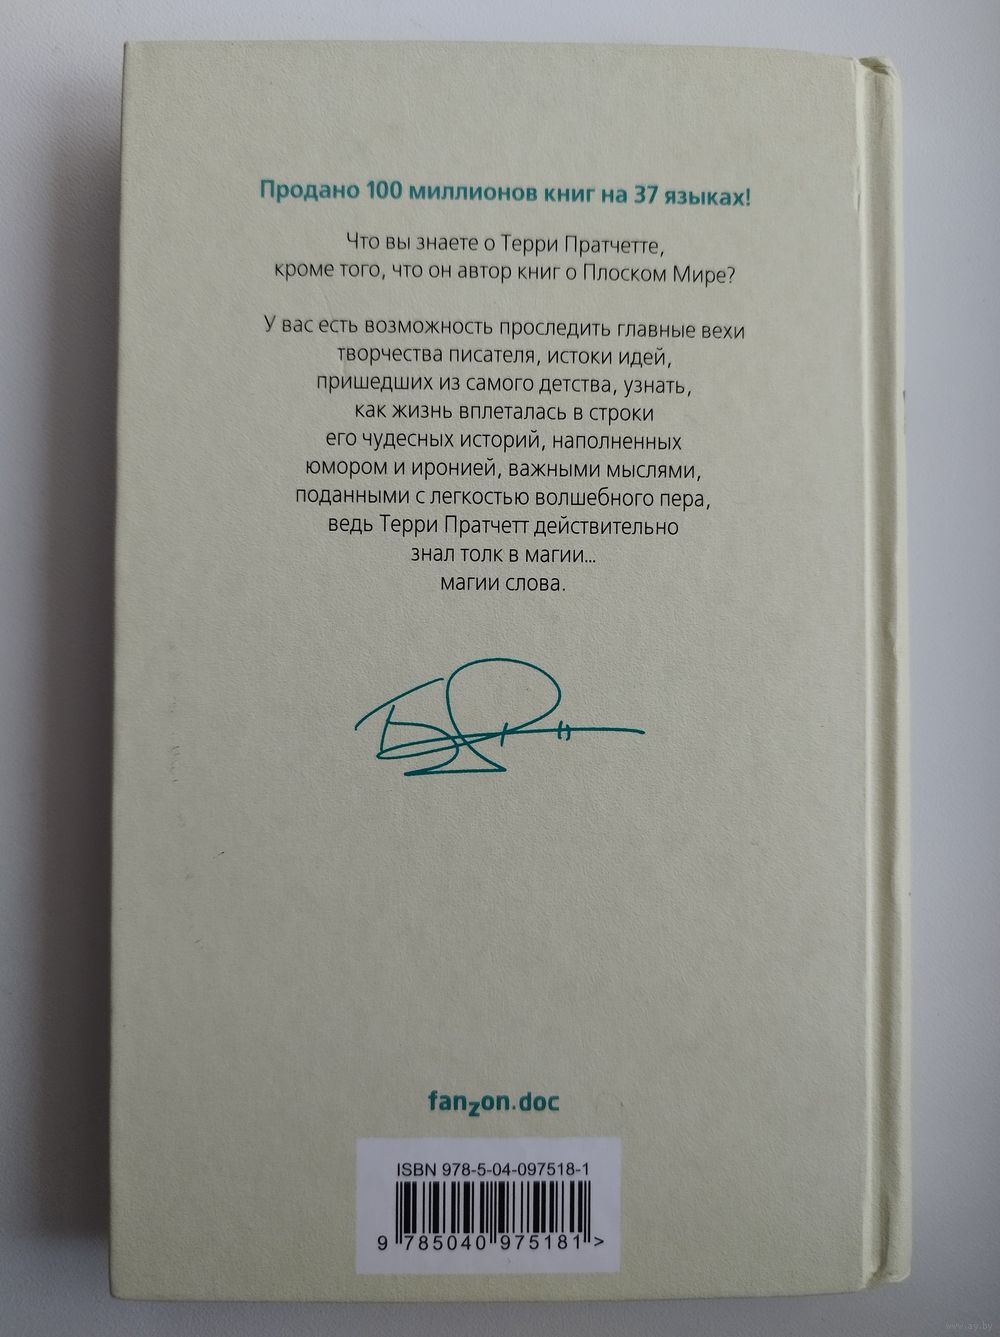 Продано 100 миллионов книг на 37 языках!
Что вы знаете о Терри Пратчетте,
кроме того, что он автор книг о Плоском Мире?
У вас есть возможность проследить главные вехи
творчества писателя, истоки идей,
пришедших из самого детства, узнать,
как жизнь вплеталась в строки
его чудесных историй, наполненных
юмором и иронией, важными мыслями,
поданными с легкостью волшебного пера,
ведь Терри Пратчетт действительно
знал толк в магии...
магии слова.
fanzon.doc
ISBN 978-5-04-097518-1
9 785040 975181 >
www.ay.by